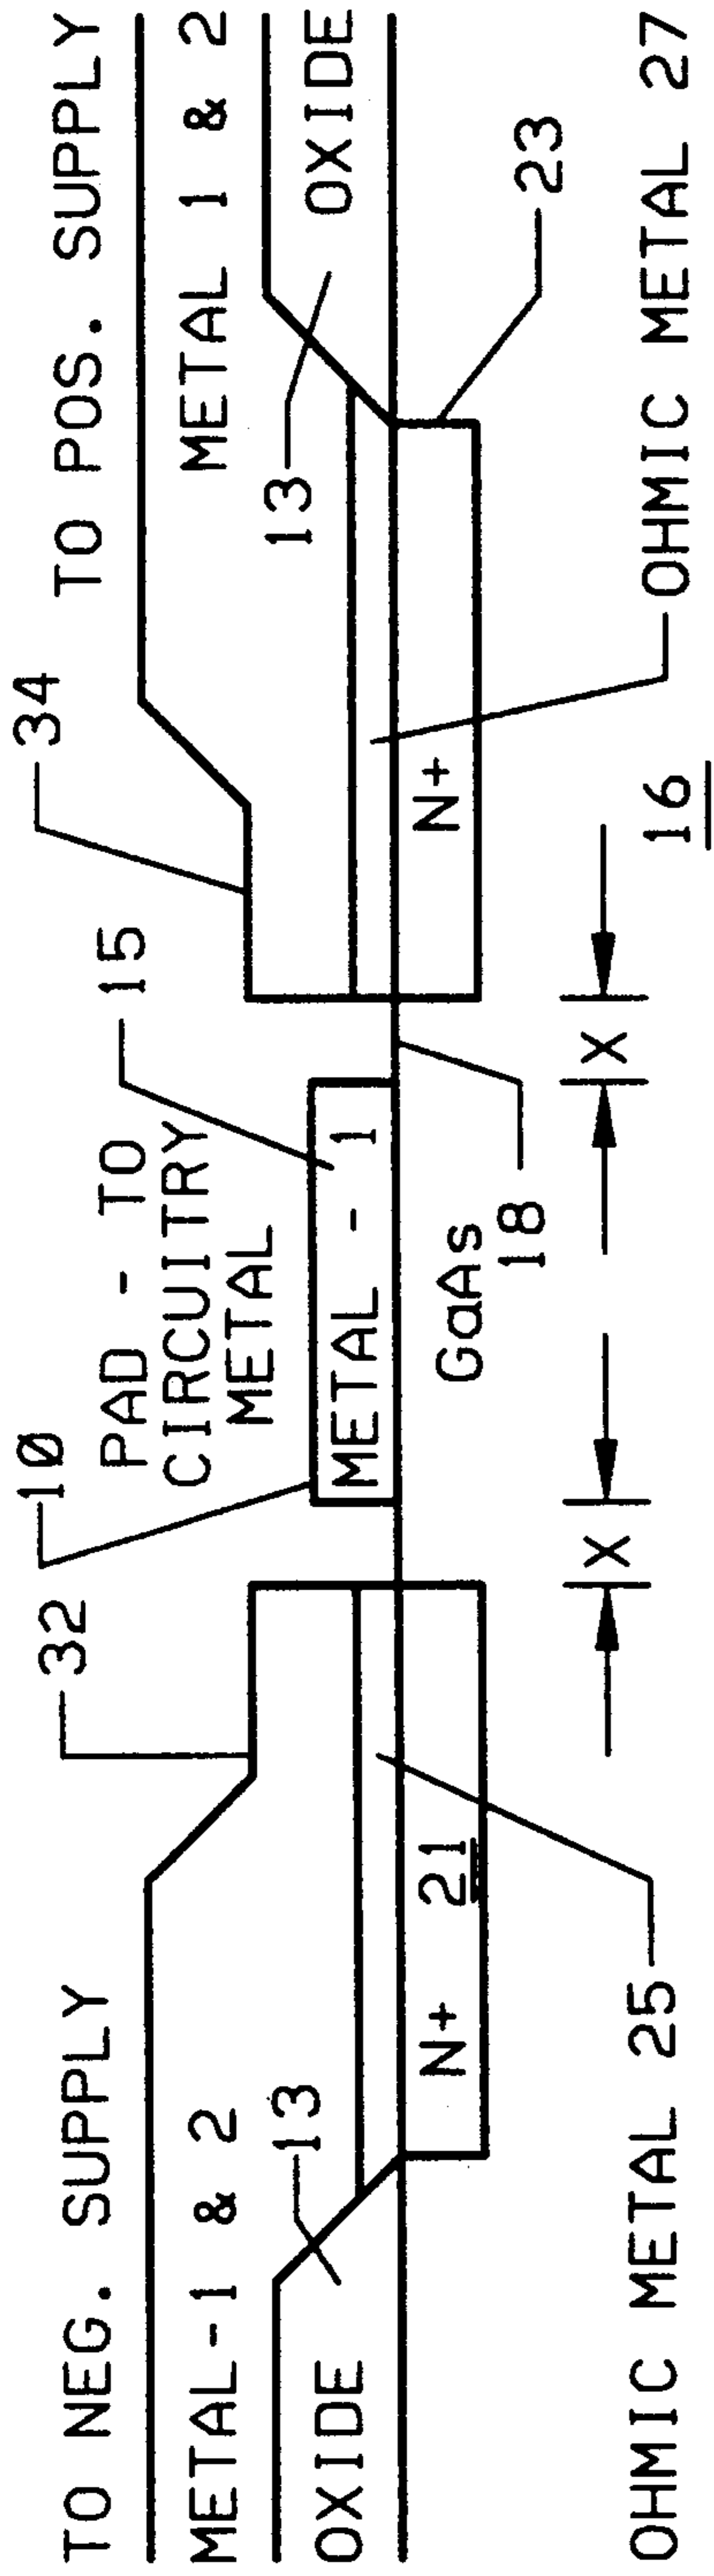 TO NEG. SUPPLY
32
10
PAD - TO
CIRCUITRY
METAL
15
34
TO POS. SUPPLY
METAL-1 & 2
METAL 1 & 2
13
13
OXIDE
OXIDE
METAL - 1
N+ 21
GaAs
18
N+
23
X
X
16
OHMIC METAL 25
OHMIC METAL 27